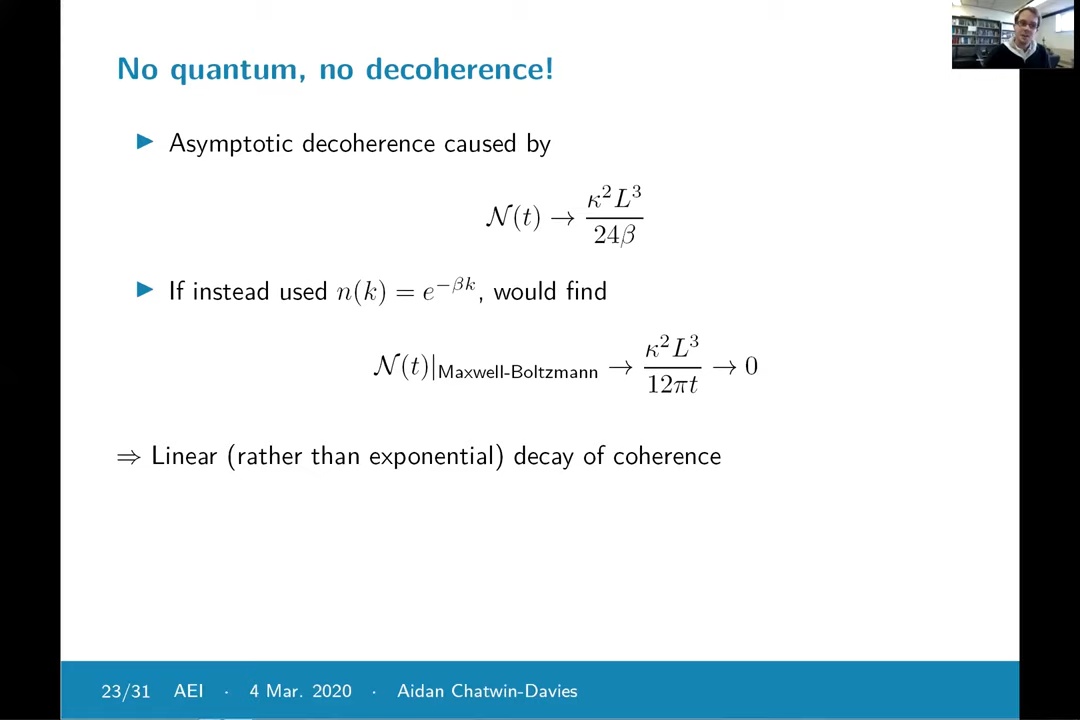 No quantum, no decoherence!
▶ Asymptotic decoherence caused by
𝒩(t) → κ²L³ / 24β
▶ If instead used n(k) = e^{−βk}, would find
𝒩(t)|_{Maxwell-Boltzmann} → κ²L³ / 12πt → 0
⇒ Linear (rather than exponential) decay of coherence
23/31 AEI · 4 Mar. 2020 · Aidan Chatwin-Davies